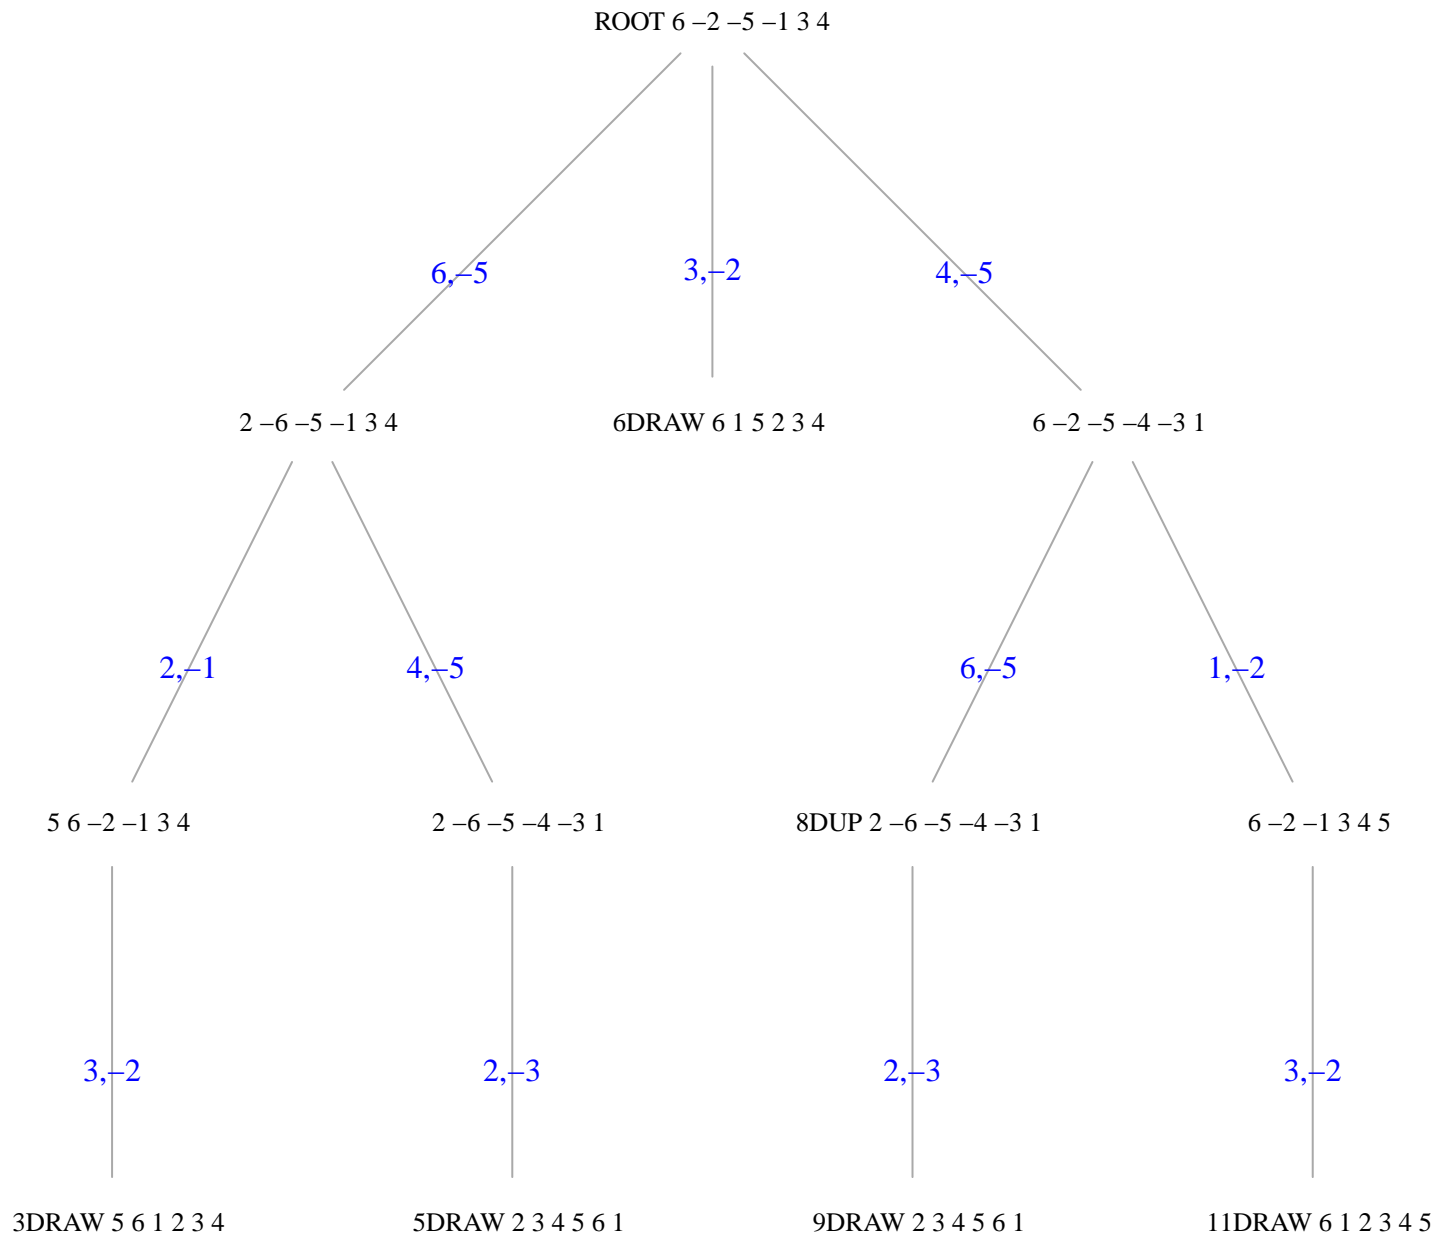 ROOT 6 –2 –5 –1 3 4
6,–5
3,–2
4,–5
2 –6 –5 –1 3 4
6DRAW 6 1 5 2 3 4
6 –2 –5 –4 –3 1
2,–1
4,–5
6,–5
1,–2
5 6 –2 –1 3 4
2 –6 –5 –4 –3 1
8DUP 2 –6 –5 –4 –3 1
6 –2 –1 3 4 5
3,–2
2,–3
2,–3
3,–2
3DRAW 5 6 1 2 3 4
5DRAW 2 3 4 5 6 1
9DRAW 2 3 4 5 6 1
11DRAW 6 1 2 3 4 5